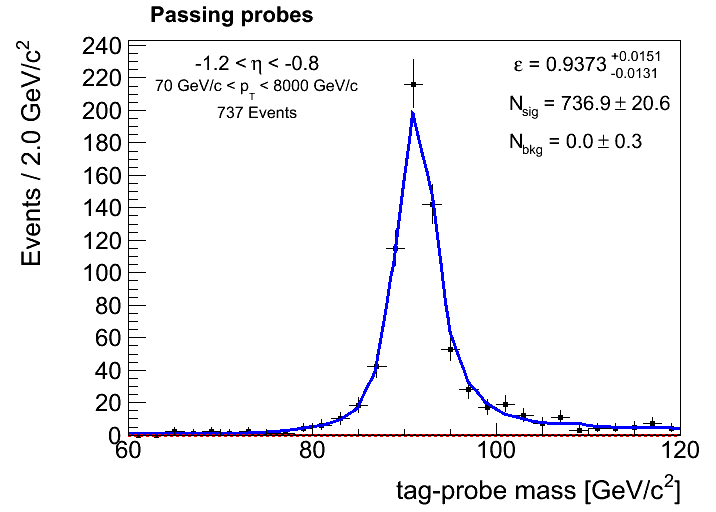 Passing probes
Events / 2.0 GeV/c²
240
220
200
180
160
140
120
100
80
60
40
20
0
-1.2 < η < -0.8
70 GeV/c < p_T < 8000 GeV/c
737 Events
ε = 0.9373 +0.0151 -0.0131
N_sig = 736.9 ± 20.6
N_bkg = 0.0 ± 0.3
60 80 100 120
tag-probe mass [GeV/c²]